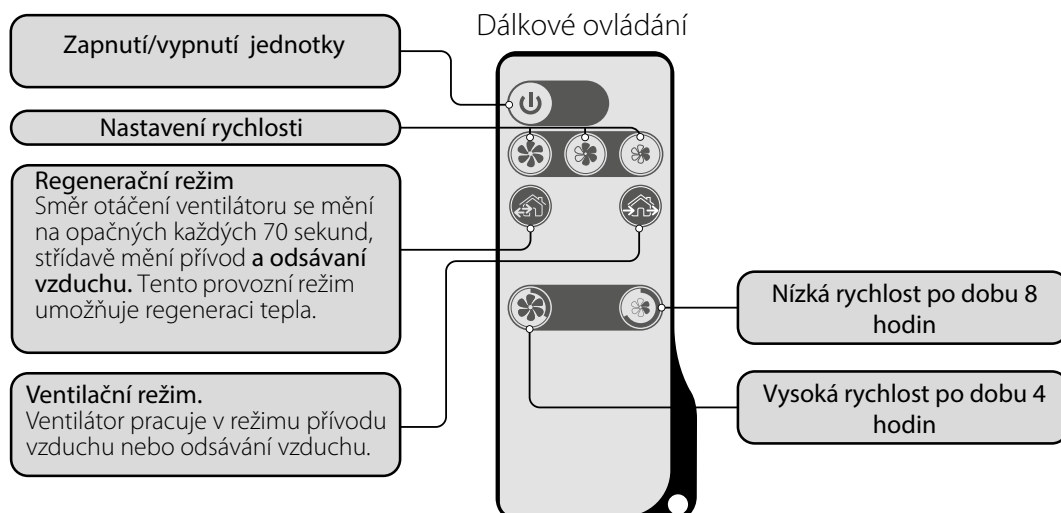 Dálkové ovládání
Zapnutí/vypnutí jednotky
Nastavení rychlosti
Regenerační režim
Směr otáčení ventilátoru se mění
na opačných každých 70 sekund,
střídavě mění přívod a odsávaní
vzduchu. Tento provozní režim
umožňuje regeneraci tepla.
Ventilační režim.
Ventilátor pracuje v režimu přívodu
vzduchu nebo odsávání vzduchu.
Nízká rychlost po dobu 8
hodin
Vysoká rychlost po dobu 4
hodin